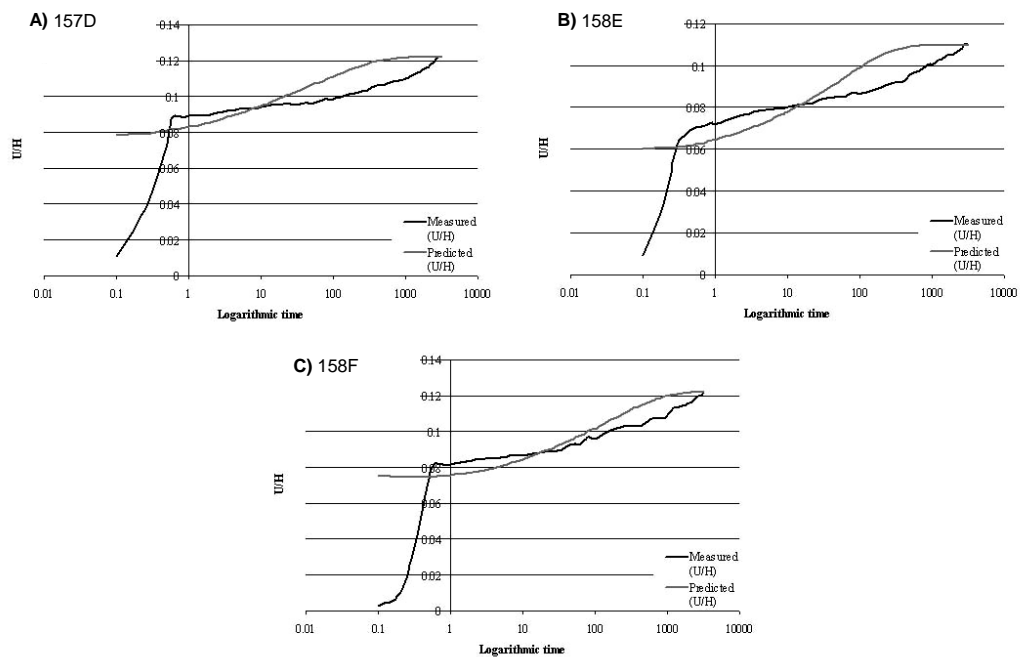 A) 157D
0.14
0.12
0.1
0.08
0.06
0.04
0.02
0
U/H
0.01 0.1 1 10 100 1000 10000
Logarithmic time
Measured
(U/H)
Predicted
(U/H)
B) 158E
0.12
0.1
0.08
0.06
0.04
0.02
0
U/H
0.01 0.1 1 10 100 1000 10000
Logarithmic time
Measured
(U/H)
Predicted
(U/H)
C) 158F
0.14
0.12
0.1
0.08
0.06
0.04
0.02
0
U/H
0.01 0.1 1 10 100 1000 10000
Logarithmic time
Measured
(U/H)
Predicted
(U/H)